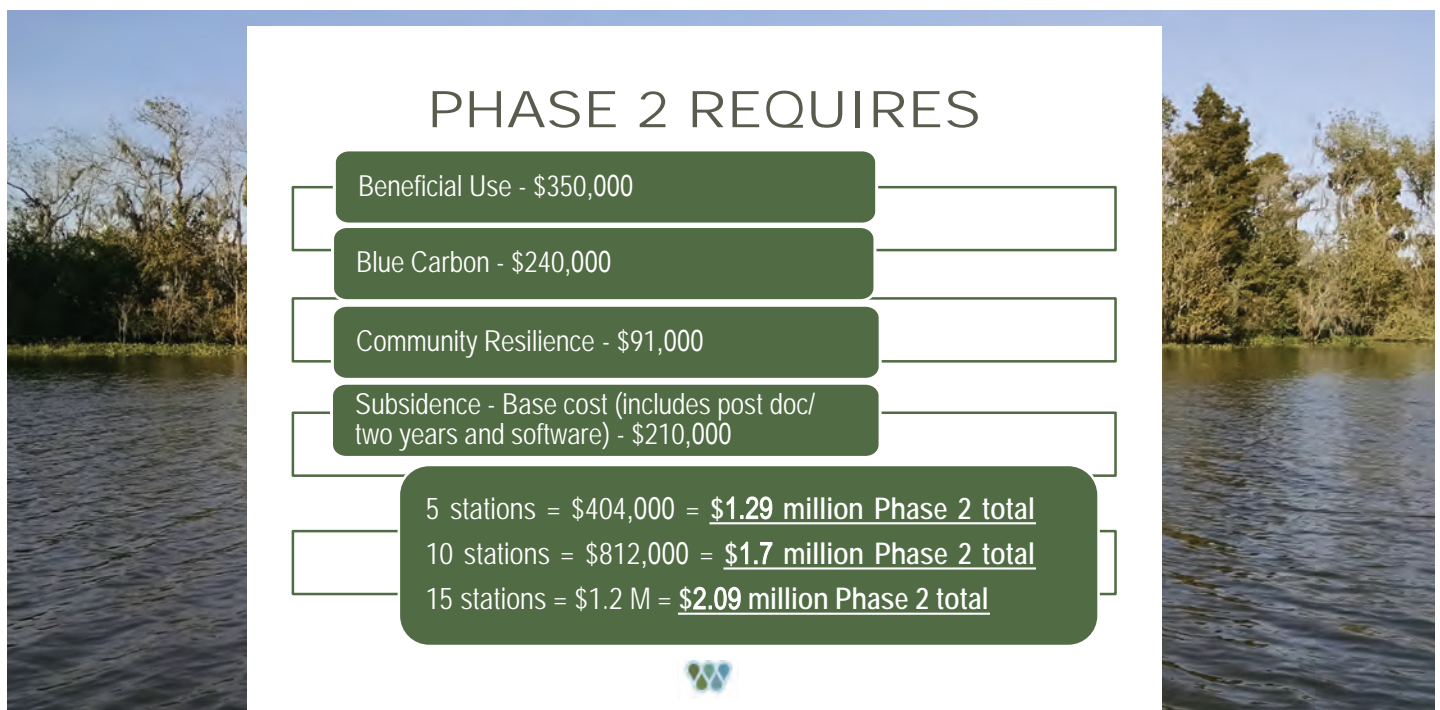 PHASE 2 REQUIRES
Beneficial Use - $350,000
Blue Carbon - $240,000
Community Resilience - $91,000
Subsidence - Base cost (includes post doc/
two years and software) - $210,000
5 stations = $404,000 = $1.29 million Phase 2 total
10 stations = $812,000 = $1.7 million Phase 2 total
15 stations = $1.2 M = $2.09 million Phase 2 total